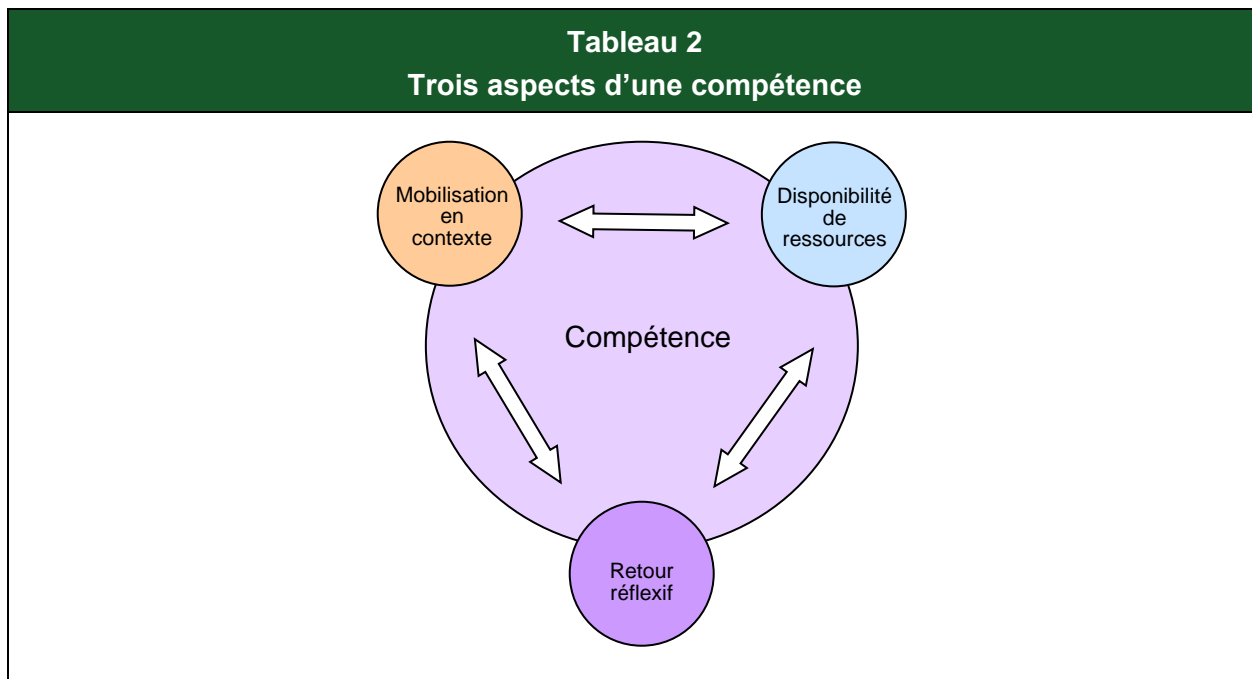 Tableau 2
Trois aspects d’une compétence
Mobilisation
en
contexte
Disponibilité
de
ressources
Compétence
Retour
réflexif